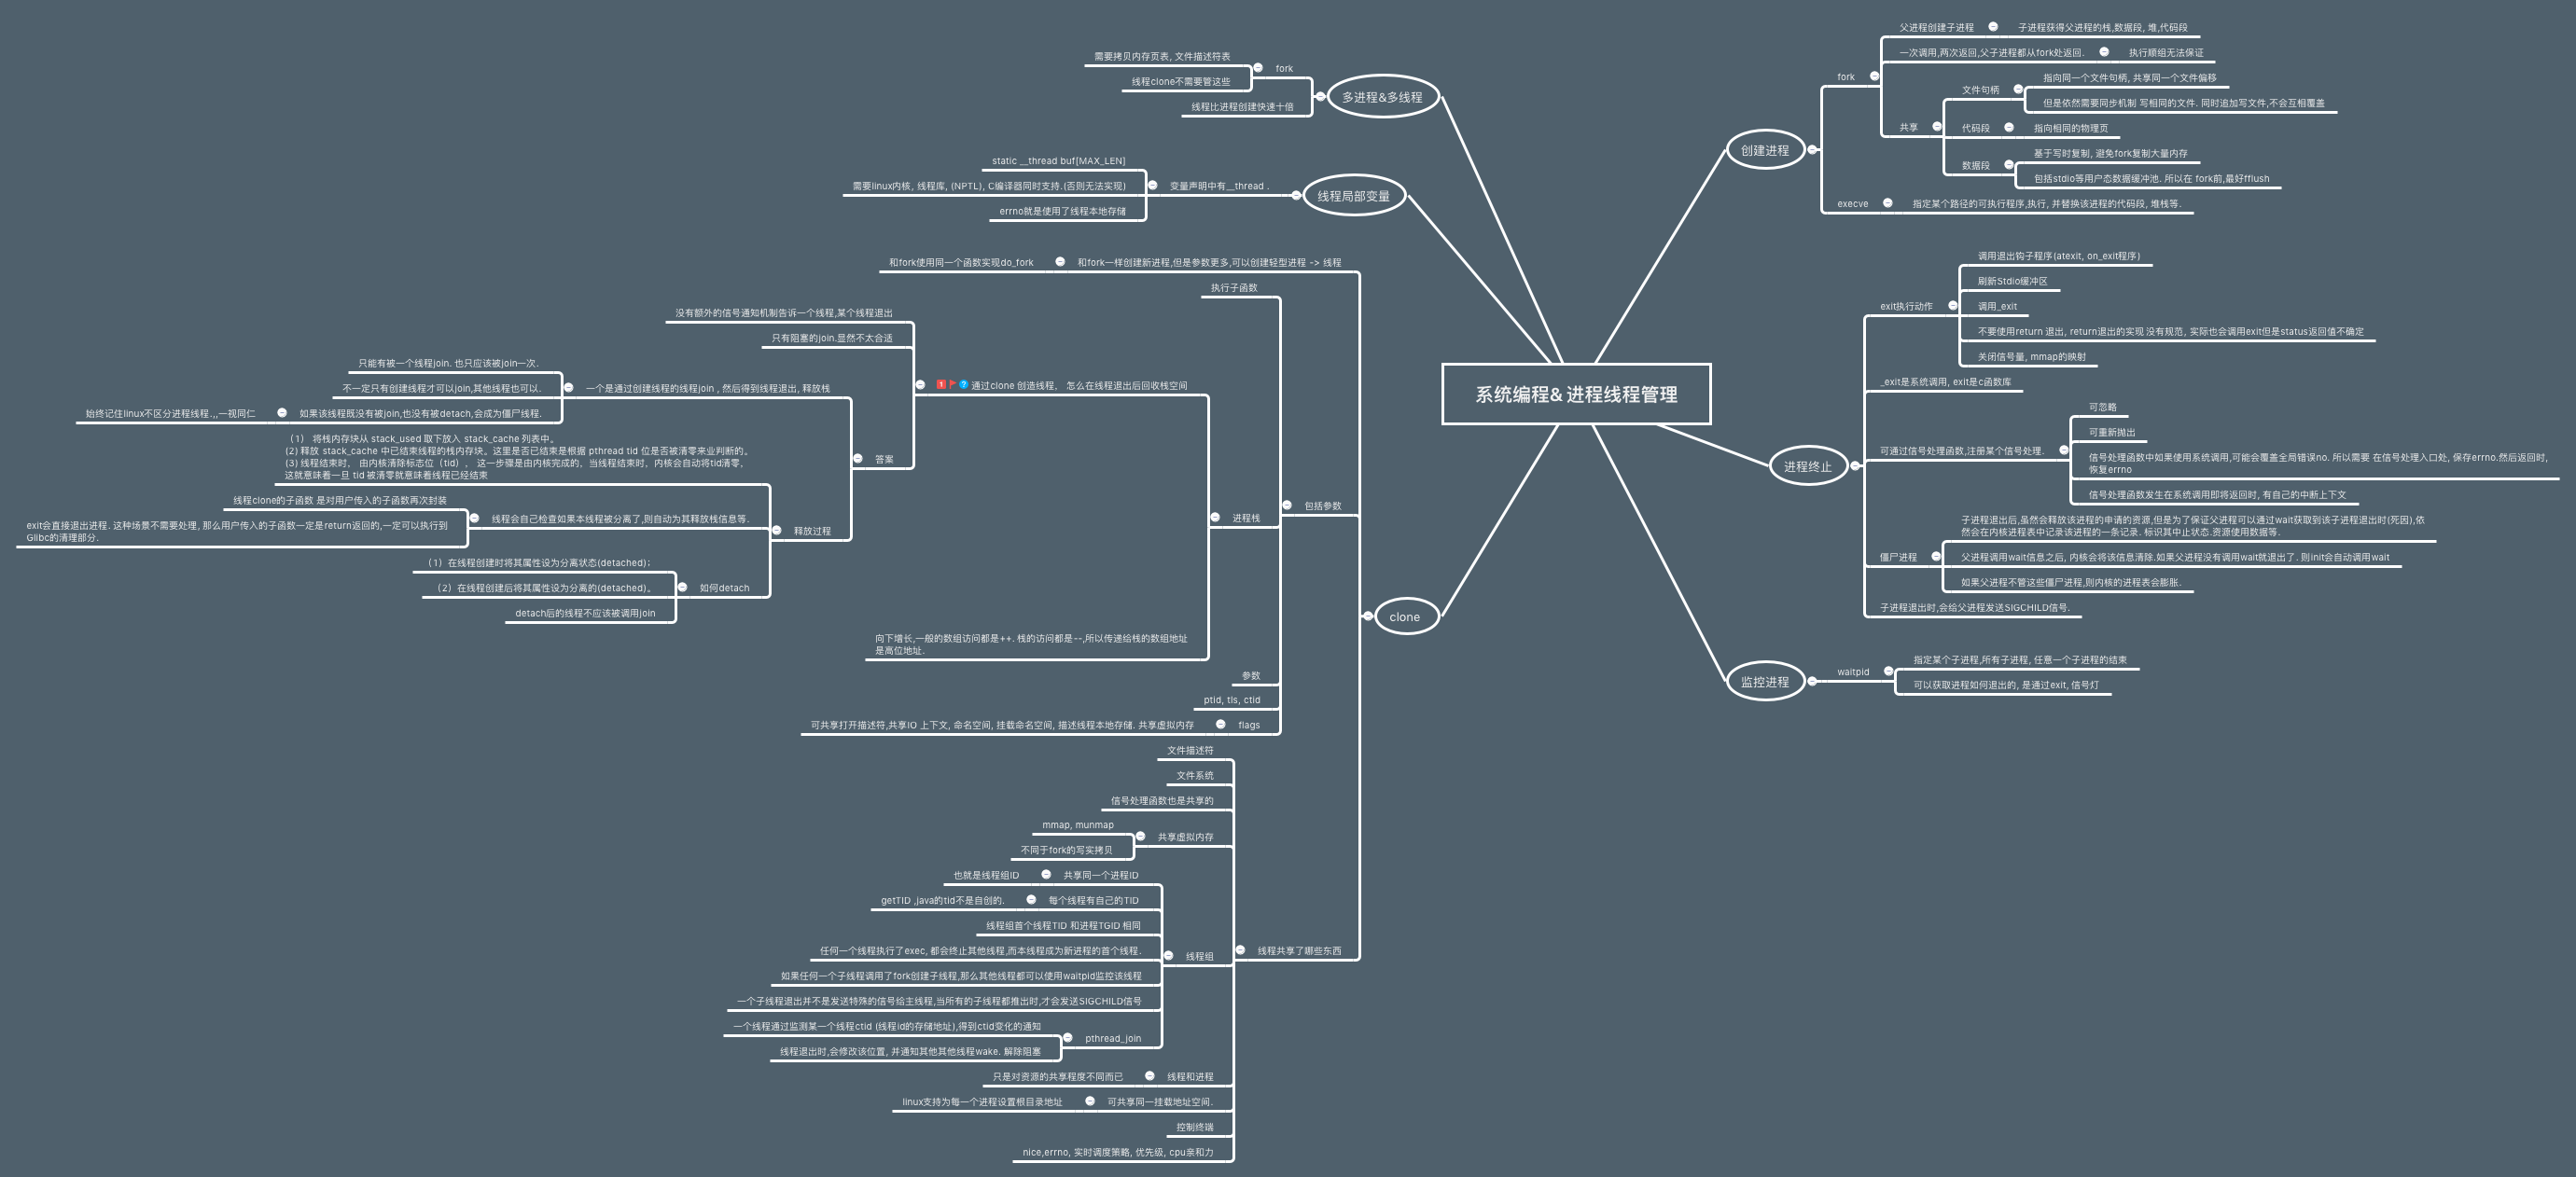 系统编程& 进程线程管理
创建进程
fork
父进程创建子进程
子进程获得父进程的栈,数据段, 堆,代码段
一次调用,两次返回,父子进程都从fork处返回.
执行顺组无法保证
共享
文件句柄
指向同一个文件句柄, 共享同一个文件偏移
但是依然需要同步机制 写相同的文件. 同时追加写文件,不会互相覆盖
代码段
指向相同的物理页
数据段
基于写时复制, 避免fork复制大量内存
包括stdio等用户态数据缓冲池. 所以在 fork前,最好fflush
execve
指定某个路径的可执行程序,执行, 并替换该进程的代码段, 堆栈等.
进程终止
exit执行动作
调用退出钩子程序(atexit, on_exit程序)
刷新Stdio缓冲区
调用_exit
不要使用return 退出, return退出的实现 没有规范, 实际也会调用exit但是status返回值不确定
关闭信号量, mmap的映射
_exit是系统调用, exit是c函数库
可通过信号处理函数,注册某个信号处理.
可忽略
可重新抛出
信号处理函数中如果使用系统调用,可能会覆盖全局错误no. 所以需要 在信号处理入口处, 保存errno.然后返回时,
恢复errno
信号处理函数发生在系统调用即将返回时, 有自己的中断上下文
僵尸进程
子进程退出后,虽然会释放该进程的申请的资源,但是为了保证父进程可以通过wait获取到该子进程退出时(死因),依
然会在内核进程表中记录该进程的一条记录. 标识其中止状态.资源使用数据等.
父进程调用wait信息之后, 内核会将该信息清除.如果父进程没有调用wait就退出了. 则init会自动调用wait
如果父进程不管这些僵尸进程,则内核的进程表会膨胀.
子进程退出时,会给父进程发送SIGCHILD信号.
监控进程
waitpid
指定某个子进程,所有子进程, 任意一个子进程的结束
可以获取进程如何退出的, 是通过exit, 信号灯
多进程&多线程
fork
需要拷贝内存页表, 文件描述符表
线程clone不需要管这些
线程比进程创建快速十倍
线程局部变量
变量声明中有__thread .
static __thread buf[MAX_LEN]
需要linux内核, 线程库, (NPTL), C编译器同时支持.(否则无法实现)
errno就是使用了线程本地存储
clone
和fork一样创建新进程,但是参数更多,可以创建轻型进程 -> 线程
和fork使用同一个函数实现do_fork
包括参数
执行子函数
进程栈
1 ? 通过clone 创造线程, 怎么在线程退出后回收栈空间
没有额外的信号通知机制告诉一个线程,某个线程退出
只有阻塞的join.显然不太合适
答案
一个是通过创建线程的线程join , 然后得到线程退出, 释放栈
只能有被一个线程join. 也只应该被join一次.
不一定只有创建线程才可以join,其他线程也可以.
如果该线程既没有被join,也没有被detach,会成为僵尸线程.
始终记住linux不区分进程线程.,,一视同仁
释放过程
（1） 将栈内存块从 stack_used 取下放入 stack_cache 列表中。
(2) 释放 stack_cache 中已结束线程的栈内存块。这里是否已结束是根据 pthread tid 位是否被清零来业判断的。
(3) 线程结束时， 由内核清除标志位（tid）， 这一步骤是由内核完成的，当线程结束时，内核会自动将tid清零，
这就意味着一旦 tid 被清零就意味着线程已经结束
线程会自己检查如果本线程被分离了,则自动为其释放栈信息等.
线程clone的子函数 是对用户传入的子函数再次封装
exit会直接退出进程. 这种场景不需要处理, 那么用户传入的子函数一定是return返回的,一定可以执行到
Glibc的清理部分.
如何detach
（1）在线程创建时将其属性设为分离状态(detached)；
（2）在线程创建后将其属性设为分离的(detached)。
detach后的线程不应该被调用join
向下增长,一般的数组访问都是++. 栈的访问都是--,所以传递给栈的数组地址
是高位地址.
参数
ptid, tls, ctid
flags
可共享打开描述符,共享IO 上下文, 命名空间, 挂载命名空间, 描述线程本地存储. 共享虚拟内存
线程共享了哪些东西
文件描述符
文件系统
信号处理函数也是共享的
共享虚拟内存
mmap, munmap
不同于fork的写实拷贝
线程组
共享同一个进程ID
也就是线程组ID
每个线程有自己的TID
getTID ,java的tid不是自创的.
线程组首个线程TID 和进程TGID 相同
任何一个线程执行了exec, 都会终止其他线程,而本线程成为新进程的首个线程.
如果任何一个子线程调用了fork创建子线程,那么其他线程都可以使用waitpid监控该线程
一个子线程退出并不是发送特殊的信号给主线程,当所有的子线程都推出时,才会发送SIGCHILD信号
pthread_join
一个线程通过监测某一个线程ctid (线程id的存储地址),得到ctid变化的通知
线程退出时,会修改该位置, 并通知其他其他线程wake. 解除阻塞
线程和进程
只是对资源的共享程度不同而已
可共享同一挂载地址空间.
linux支持为每一个进程设置根目录地址
控制终端
nice,errno, 实时调度策略, 优先级, cpu亲和力